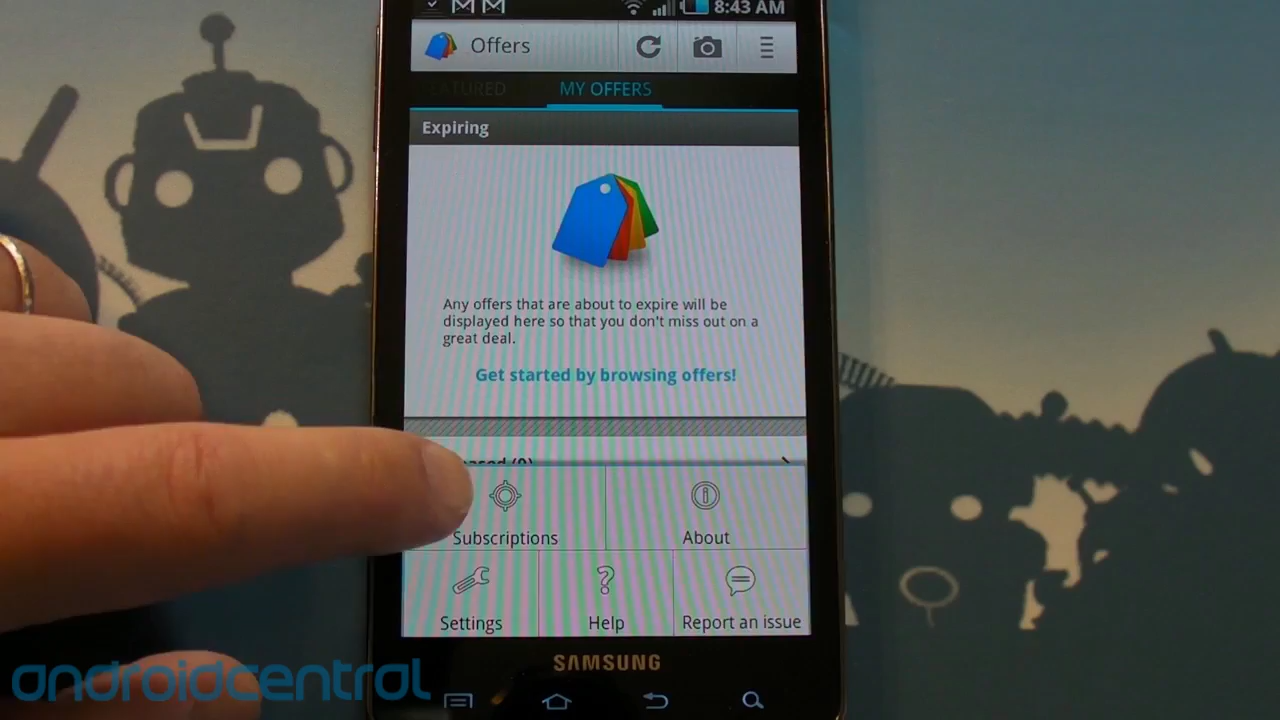 8:43 AM
Offers
FEATURED
MY OFFERS
Expiring
Any offers that are about to expire will be
displayed here so that you don't miss out on a
great deal.
Get started by browsing offers!
Subscriptions
About
Settings
Help
Report an issue
SAMSUNG
androidcentral